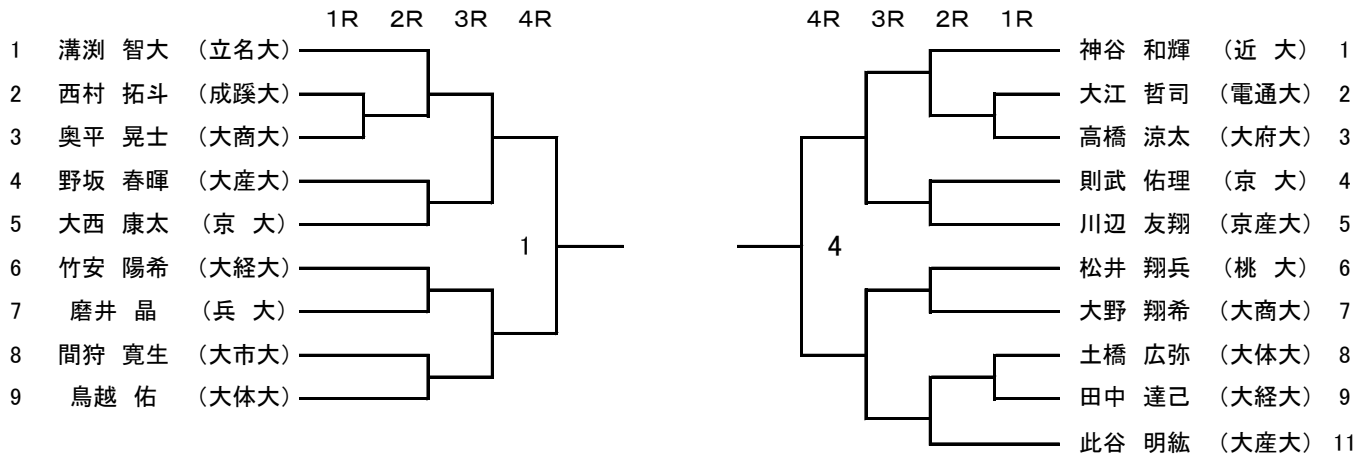 1R 2R 3R 4R
1 溝渕 智大 (立名大)
2 西村 拓斗 (成蹊大)
3 奥平 晃士 (大商大)
4 野坂 春暉 (大産大)
5 大西 康太 (京 大)
1
6 竹安 陽希 (大経大)
7 磨井 晶 (兵 大)
8 間狩 寛生 (大市大)
9 鳥越 佑 (大体大)
4R 3R 2R 1R
神谷 和輝 (近 大) 1
大江 哲司 (電通大) 2
高橋 涼太 (大府大) 3
則武 佑理 (京 大) 4
川辺 友翔 (京産大) 5
4
松井 翔兵 (桃 大) 6
大野 翔希 (大商大) 7
土橋 広弥 (大体大) 8
田中 達己 (大経大) 9
此谷 明紘 (大産大) 11